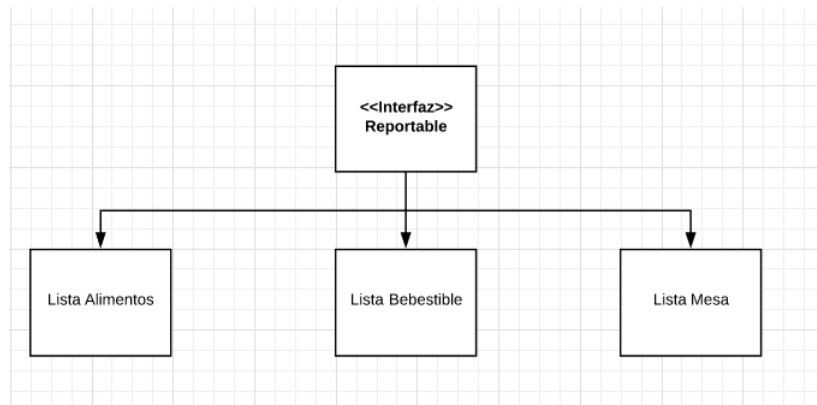 <<Interfaz>>
Reportable
Lista Alimentos
Lista Bebestible
Lista Mesa